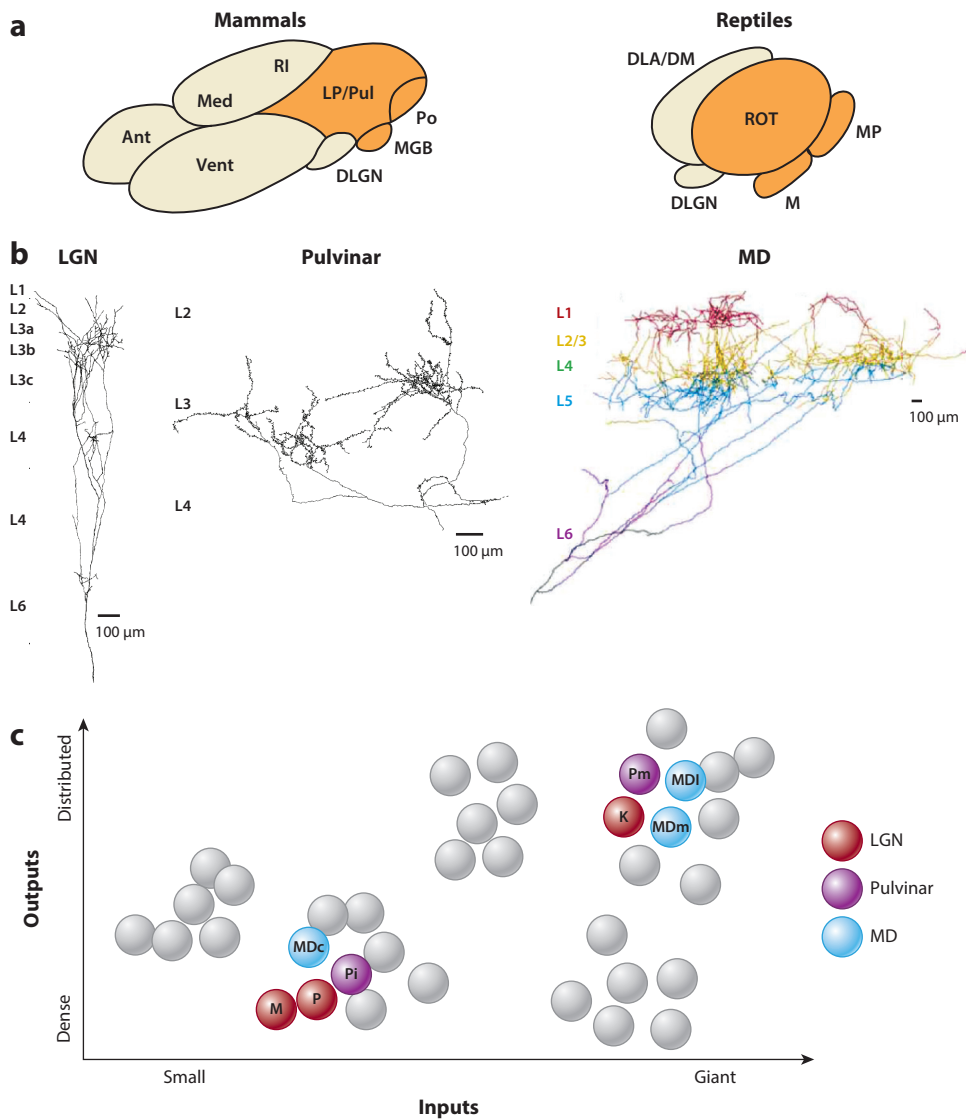 a
Mammals
Reptiles
RI
Med
LP/Pul
Ant
Po
MGB
Vent
DLGN
DLA/DM
ROT
MP
DLGN
M
b
LGN
Pulvinar
MD
L1
L2
L3a
L3b
L3c
L4
L4
L6
100 µm
L2
L3
L4
100 µm
L1
L2/3
L4
L5
L6
100 µm
c
Distributed
Outputs
Dense
Pm
MDl
K
MDm
MDc
Pi
P
M
LGN
Pulvinar
MD
Small
Giant
Inputs